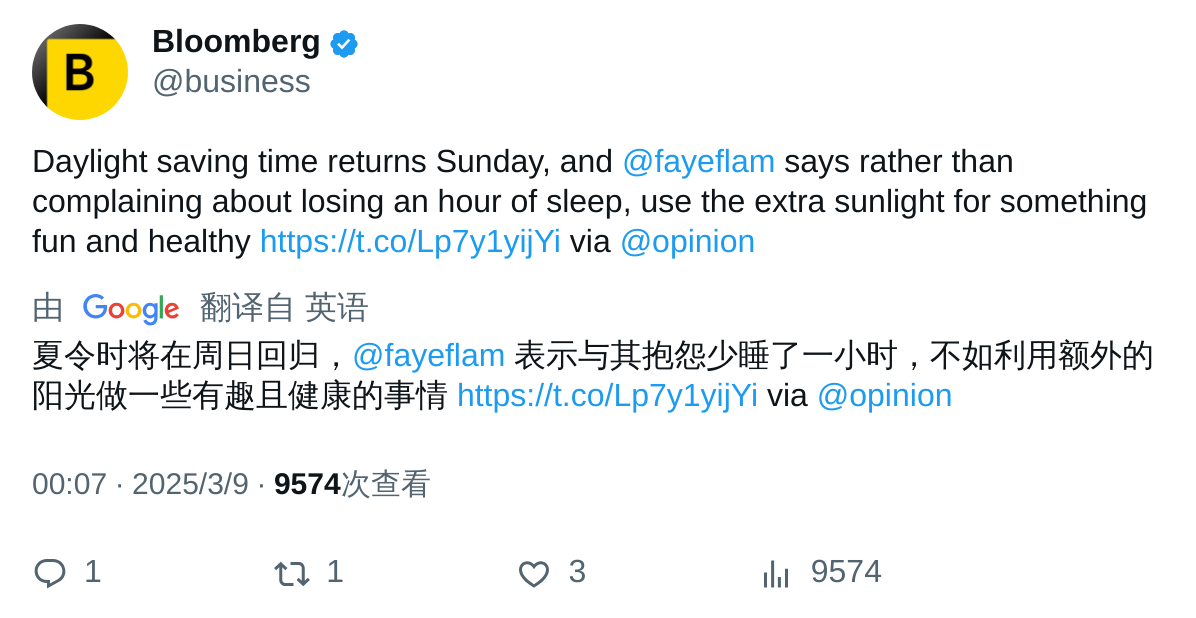 B
Bloomberg
@business
Daylight saving time returns Sunday, and @fayeflam says rather than
complaining about losing an hour of sleep, use the extra sunlight for something
fun and healthy https://t.co/Lp7y1yijYi via @opinion
由 Google 翻译自 英语
夏令时将在周日回归，@fayeflam 表示与其抱怨少睡了一小时，不如利用额外的
阳光做一些有趣且健康的事情 https://t.co/Lp7y1yijYi via @opinion
00:07 · 2025/3/9 · 9574次查看
1 1 3 9574